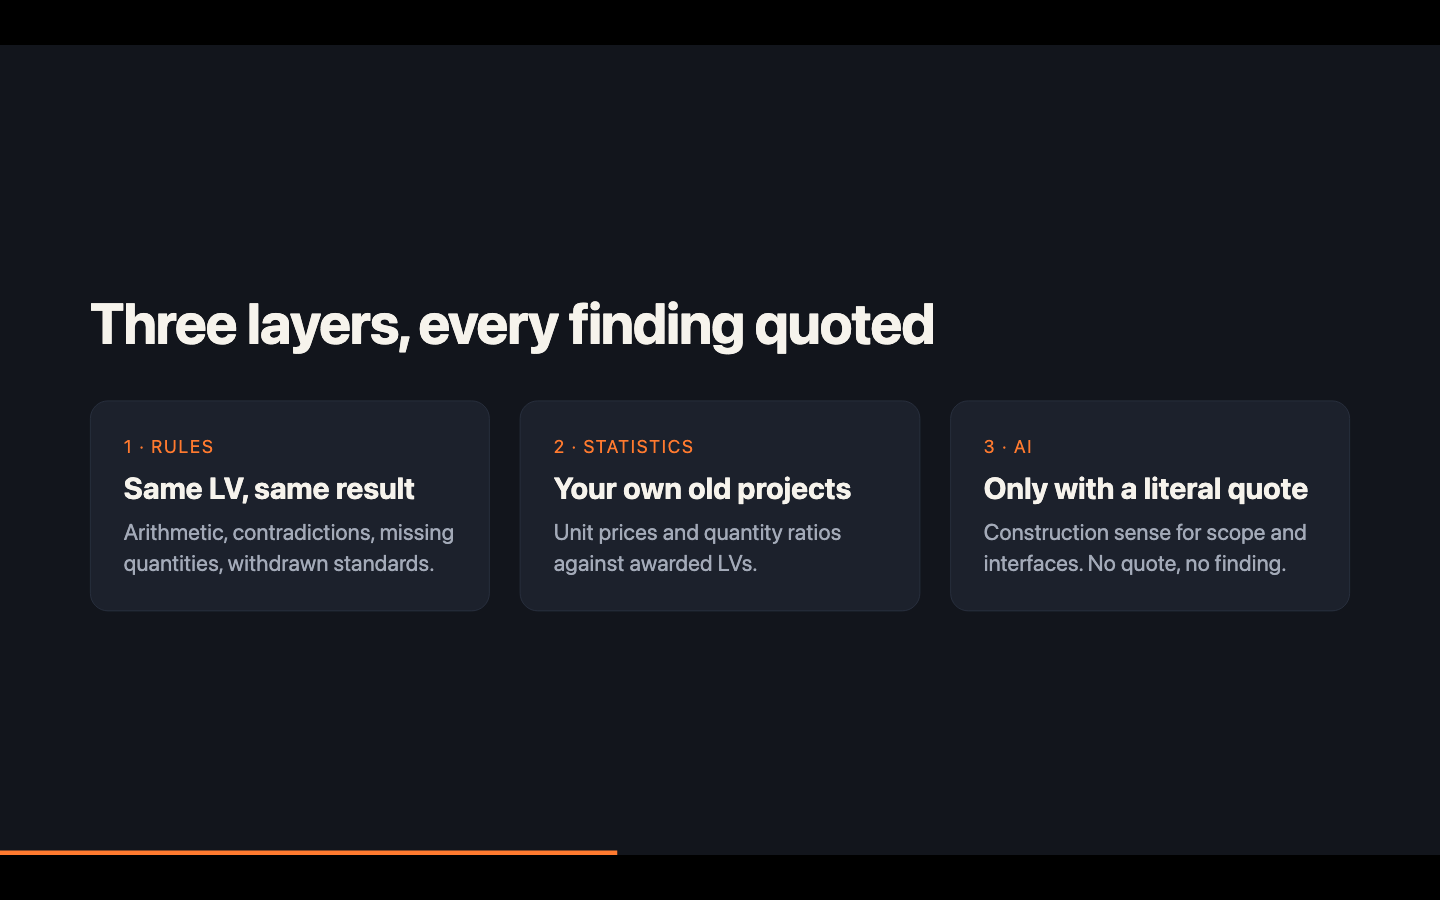 Three layers, every finding quoted
1 · RULES
Same LV, same result
Arithmetic, contradictions, missing
quantities, withdrawn standards.
2 · STATISTICS
Your own old projects
Unit prices and quantity ratios
against awarded LVs.
3 · AI
Only with a literal quote
Construction sense for scope and
interfaces. No quote, no finding.